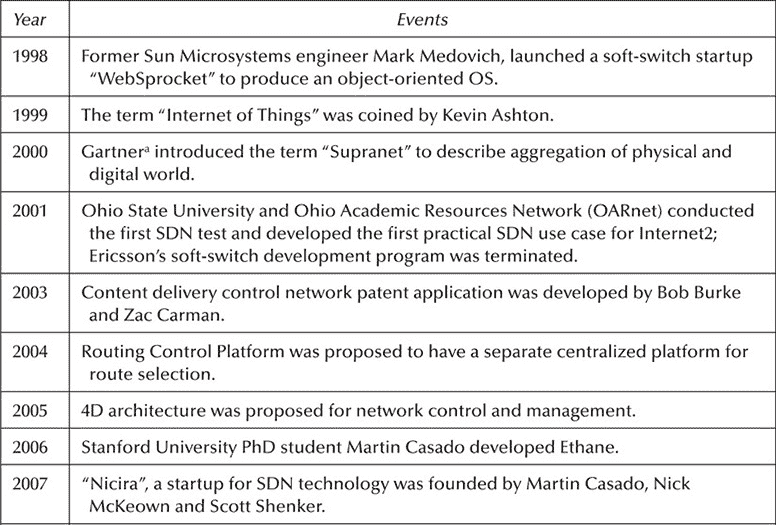 Year Events
1998 Former Sun Microsystems engineer Mark Medovich, launched a soft-switch startup
“WebSprocket” to produce an object-oriented OS.
1999 The term “Internet of Things” was coined by Kevin Ashton.
2000 Gartnerᵃ introduced the term “Supranet” to describe aggregation of physical and
digital world.
2001 Ohio State University and Ohio Academic Resources Network (OARnet) conducted
the first SDN test and developed the first practical SDN use case for Internet2;
Ericsson’s soft-switch development program was terminated.
2003 Content delivery control network patent application was developed by Bob Burke
and Zac Carman.
2004 Routing Control Platform was proposed to have a separate centralized platform for
route selection.
2005 4D architecture was proposed for network control and management.
2006 Stanford University PhD student Martin Casado developed Ethane.
2007 “Nicira”, a startup for SDN technology was founded by Martin Casado, Nick
McKeown and Scott Shenker.